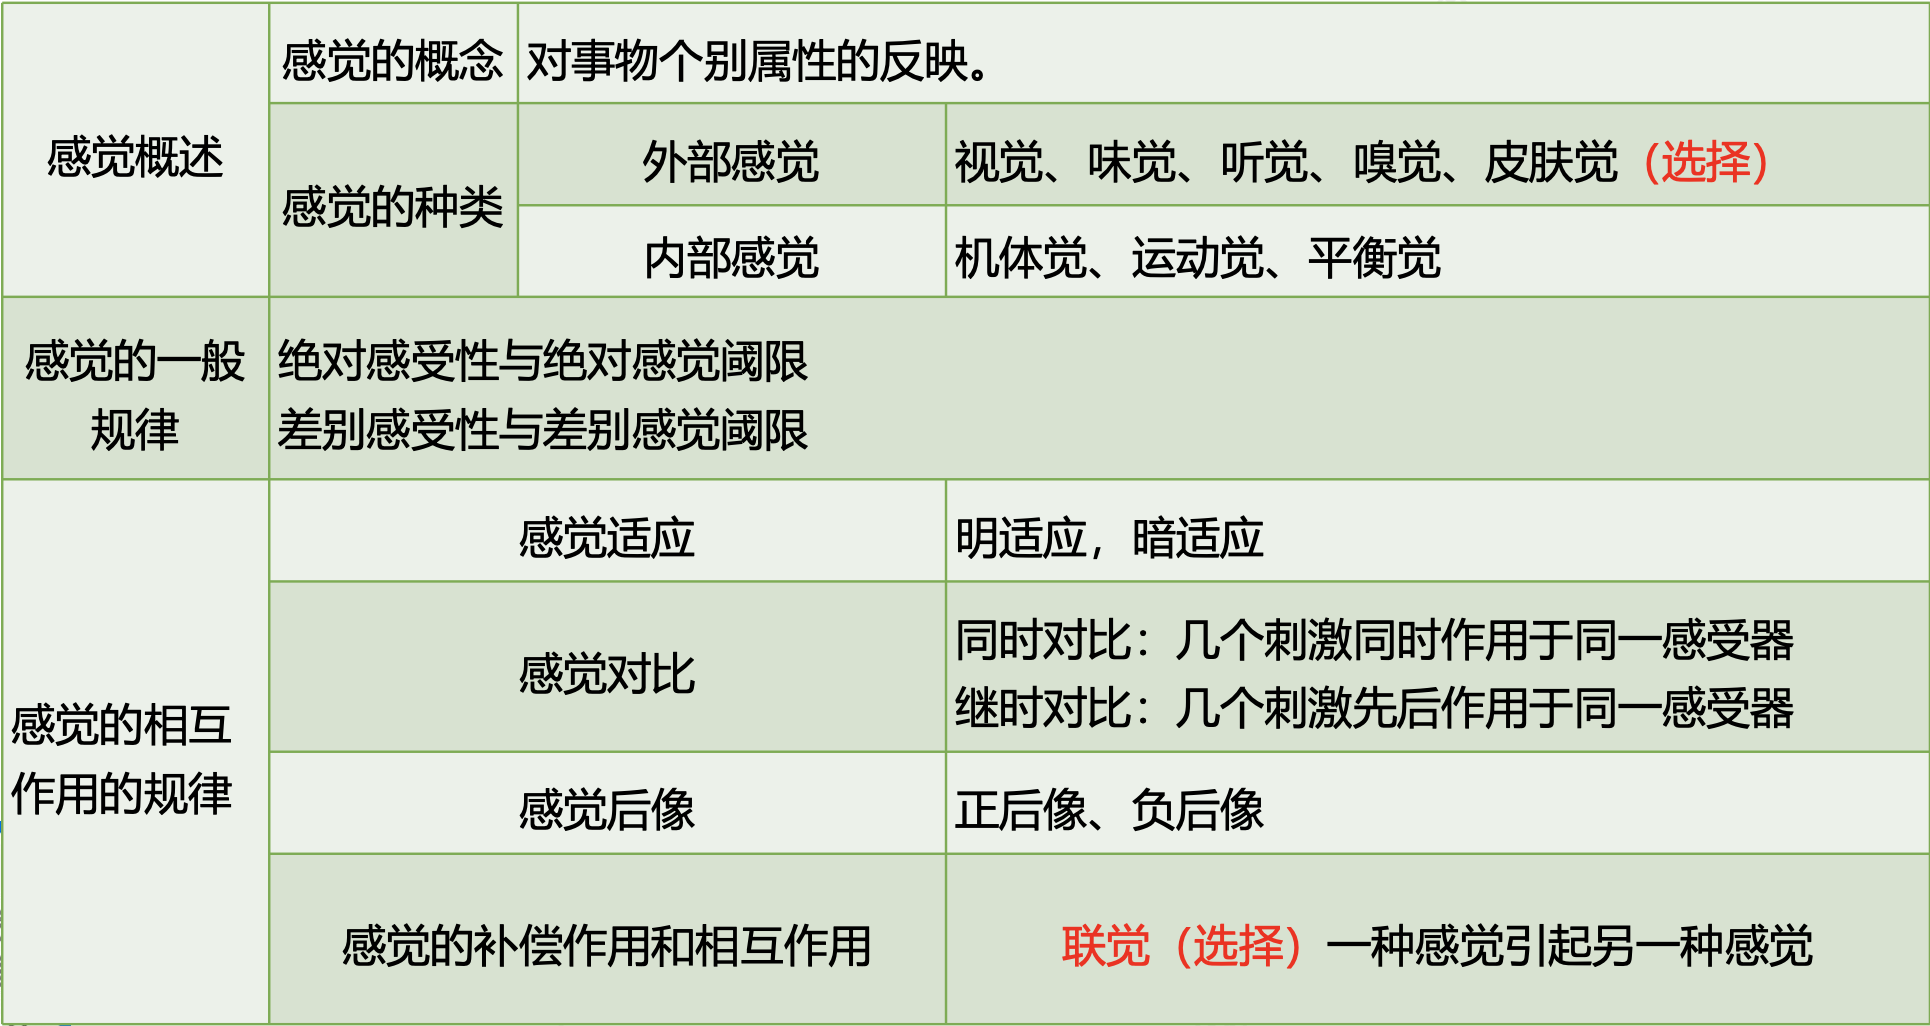 感觉概述
感觉的概念
对事物个别属性的反映。
感觉的种类
外部感觉
视觉、味觉、听觉、嗅觉、皮肤觉（选择）
内部感觉
机体觉、运动觉、平衡觉
感觉的一般
规律
绝对感受性与绝对感觉阈限
差别感受性与差别感觉阈限
感觉的相互
作用的规律
感觉适应
明适应，暗适应
感觉对比
同时对比：几个刺激同时作用于同一感受器
继时对比：几个刺激先后作用于同一感受器
感觉后像
正后像、负后像
感觉的补偿作用和相互作用
联觉（选择）一种感觉引起另一种感觉